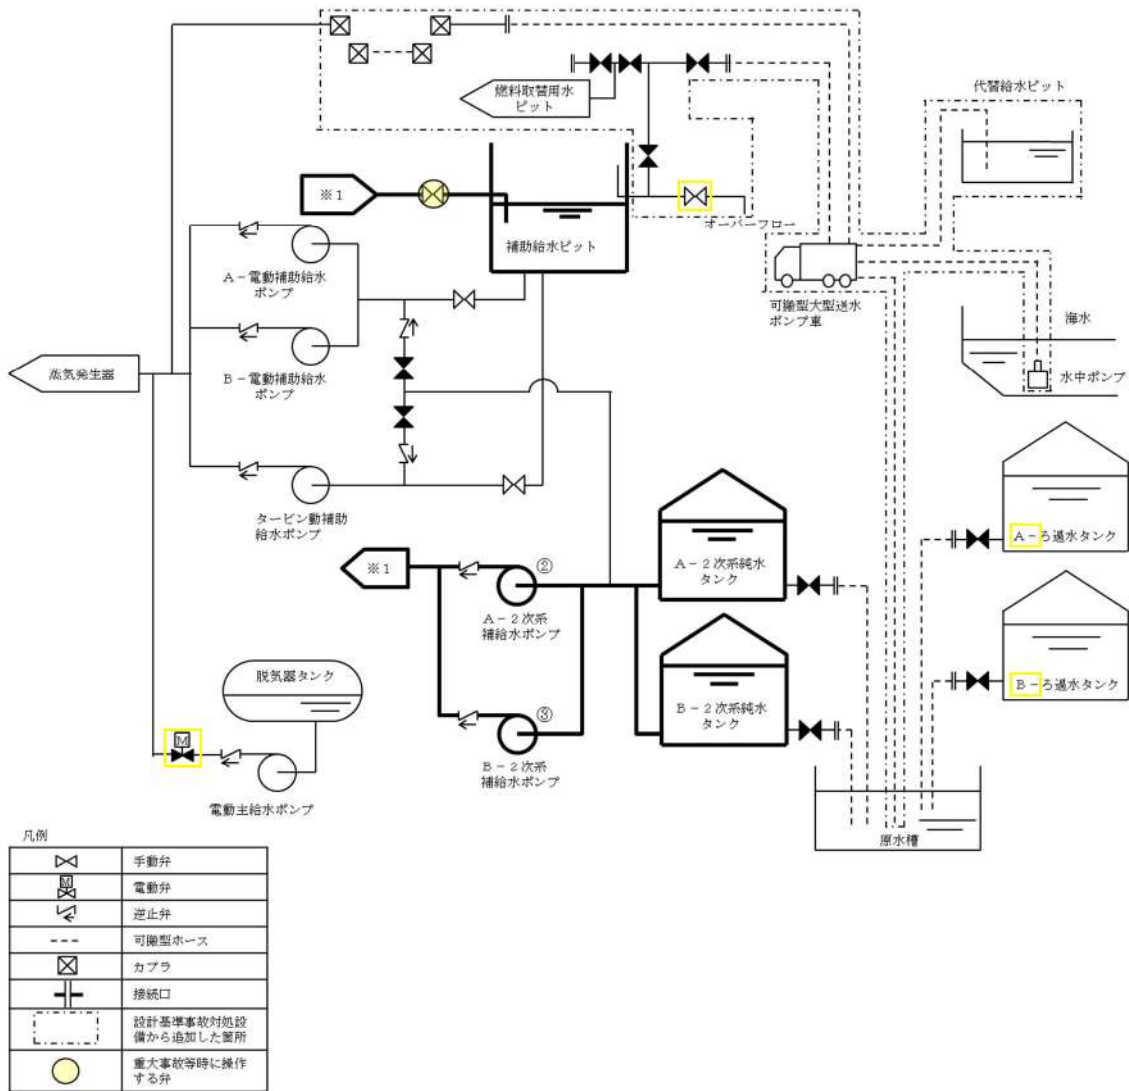 燃料取替用水
ピット
代替給水ピット
※1
補助給水ピット
オーバーフロー
A-電動補助給水
ポンプ
可搬型大型送水
ポンプ車
海水
蒸気発生器
B-電動補助給水
ポンプ
水中ポンプ
タービン動補助
給水ポンプ
A-ろ過水タンク
※1
②
A-2次系純水
タンク
A-2次系
補給水ポンプ
脱気器タンク
B-ろ過水タンク
③
B-2次系純水
タンク
M
B-2次系
補給水ポンプ
電動主給水ポンプ
原水槽
凡例
手動弁
M
電動弁
逆止弁
可搬型ホース
カプラ
接続口
設計基準事故対処設
備から追加した箇所
重大事故等時に操作
する弁